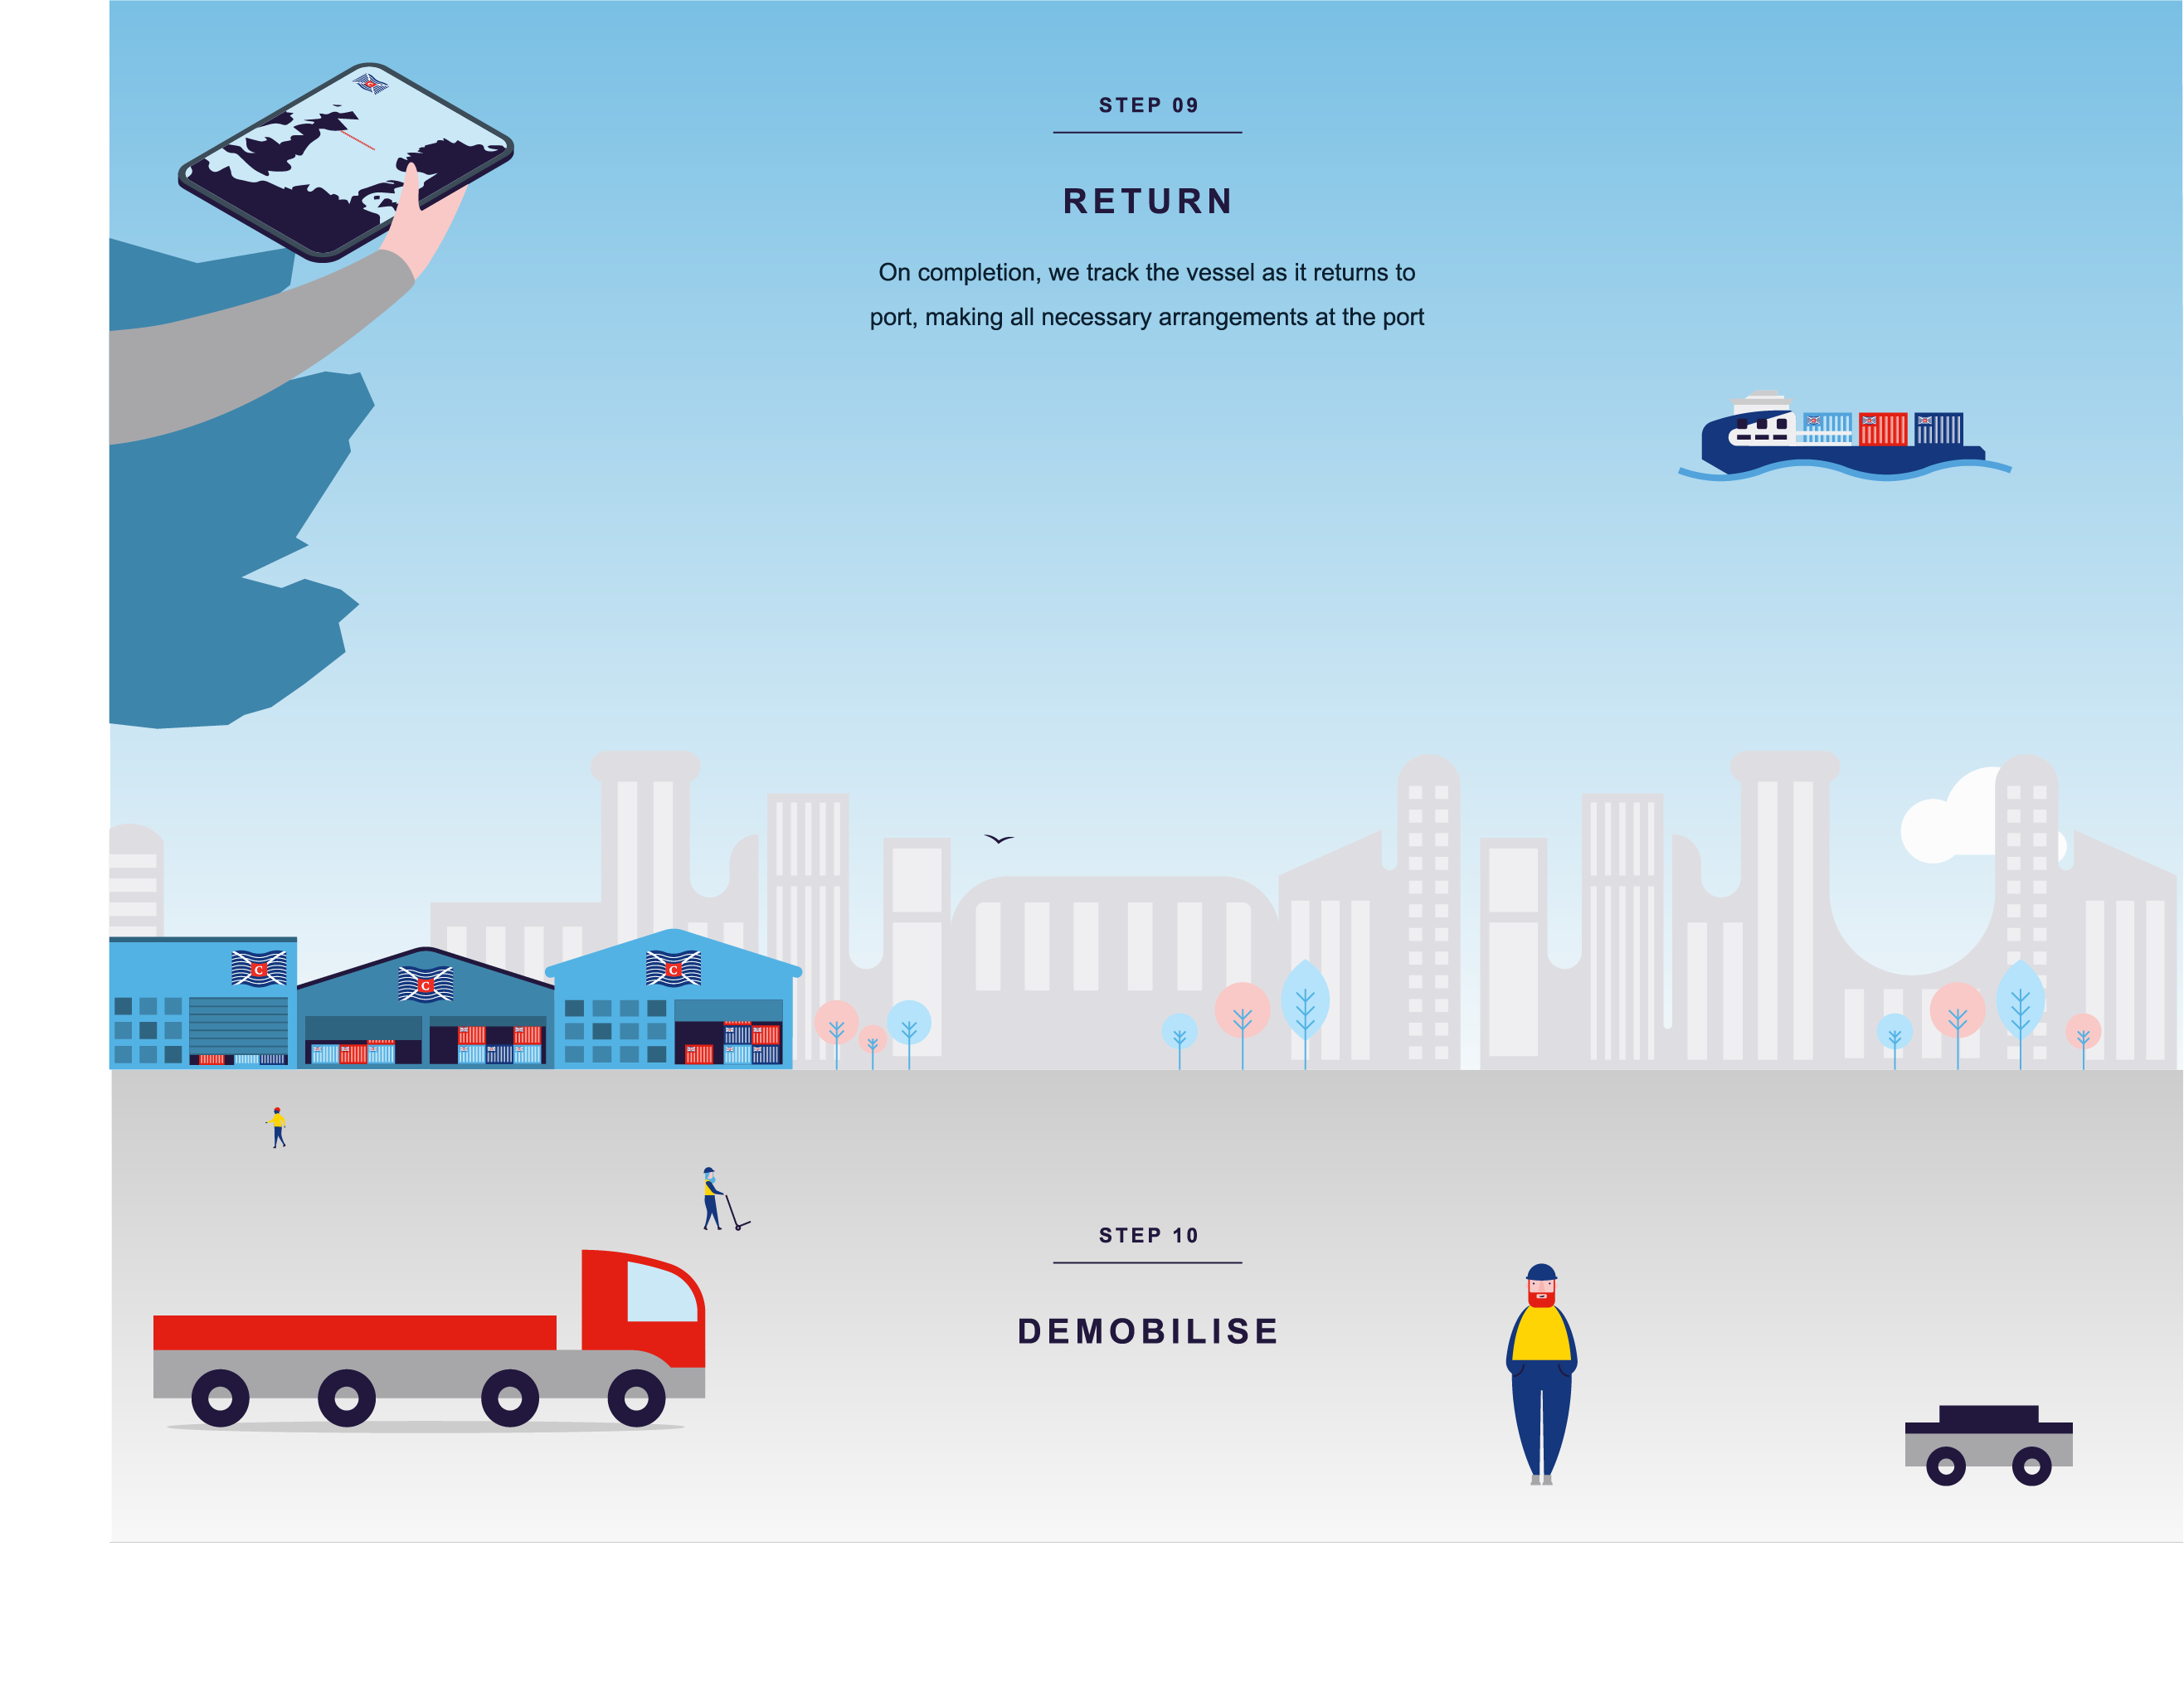 STEP 09
RETURN
On completion, we track the vessel as it returns to
port, making all necessary arrangements at the port
C
C
C
C
STEP 10
DEMOBILISE